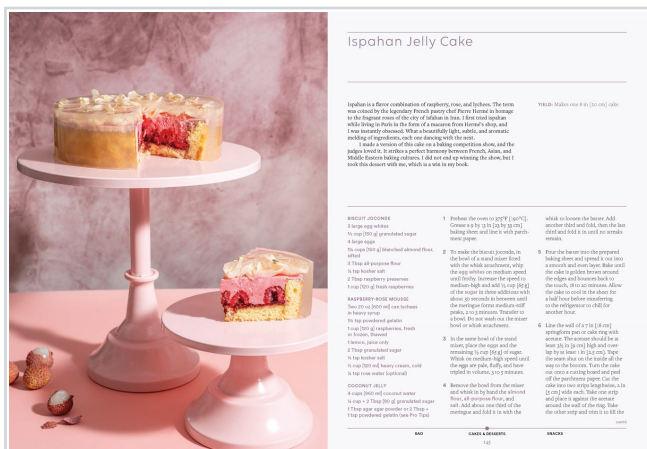 Ispahan Jelly Cake
Ispahan is a flavor combination of raspberry, rose, and lychees. The term
was coined by the legendary French pastry chef Pierre Hermé in homage
to the fragrant roses of the city of Isfahan in Iran. I first tried ispahan
while living in Paris in the form of a macaron from Hermé's shop, and
I was instantly obsessed. What a beautifully light, subtle, and aromatic
melding of ingredients, each one dancing with the next.
I made a version of this cake on a baking competition show, and the
judges loved it. It strikes a perfect harmony between French, Asian, and
Middle Eastern baking cultures. I did not end up winning the show, but I
took this dessert with me, which is a win in my book.
YIELD: Makes one 8 in [20 cm] cake
BISCUIT JOCONDE
3 large egg whites
granulated sugar
4 large eggs
blanched almond flour,
sifted
3 Tbsp all-purpose flour
¼ tsp kosher salt
2 Tbsp raspberry preserves
1 cup [120 g] fresh raspberries
RASPBERRY-ROSE MOUSSE
Two 20 oz [600 ml] can lychees
in heavy syrup
powdered gelatin
1 cup [120 g] raspberries, fresh
or frozen, thawed
1 lemon, juice only
2 Tbsp granulated sugar
¼ tsp kosher salt
½ cup [120 ml] heavy cream, cold
rose water (optional)
COCONUT JELLY
4 cups [960 ml] coconut water
¼ cup + 2 Tbsp [80 g] granulated sugar
1 Tbsp agar agar powder or 2 Tbsp +
1 tsp powdered gelatin (see Pro Tips)
1 Preheat the oven to 375°F [190°C].
Grease a 9 by 13 in [23 by 33 cm]
baking sheet and line it with parch-
ment paper.
2 To make the biscuit joconde, in
the bowl of a stand mixer fitted
with the whisk attachment, whip
the egg whites on medium speed
until frothy. Increase the speed to
medium-high and add ⅓ cup [65 g]
of the sugar in three additions with
about 30 seconds in between until
the meringue forms medium-stiff
peaks, 2 to 3 minutes. Transfer to
a bowl. Do not wash out the mixer
bowl or whisk attachment.
3 In the same bowl of the stand
mixer, place the eggs and the
remaining ⅓ cup [65 g] of sugar.
Whisk on medium-high speed until
the eggs are pale, fluffy, and have
tripled in volume, 3 to 5 minutes.
4 Remove the bowl from the mixer
and whisk in by hand the almond
flour, all-purpose flour, and
salt. Add about one third of the
meringue and fold it in with the
whisk to loosen the batter. Add
another third and fold, then the last
third and fold it in until no streaks
remain.
5 Pour the batter into the prepared
baking sheet and spread it out into
a smooth and even layer. Bake until
the cake is golden brown around
the edges and bounces back to
the touch, 18 to 20 minutes. Allow
the cake to cool in the sheet for
a half hour before transferring
to the refrigerator to chill for
another hour.
6 Line the wall of a 7 in [18 cm]
springform pan or cake ring with
acetate. The acetate should be at
least 3½ in [9 cm] high and over-
lap by at least 1 in [2.5 cm]. Tape
the seam shut on the inside all the
way to the bottom. Turn the cake
out onto a cutting board and peel
off the parchment paper. Cut the
cake into two strips lengthwise, 2 in
[5 cm] wide each. Take one strip
and place it against the acetate
around the wall of the ring. Take
the other strip and trim it to fill the
BAO
CAKES & DESSERTS
SNACKS